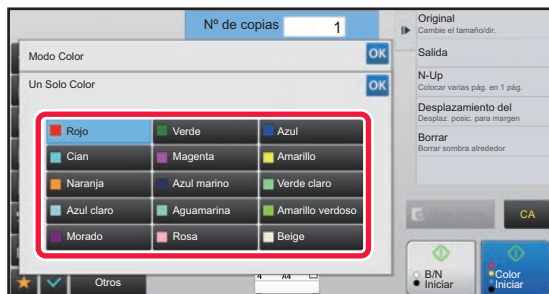 Nº de copias 1
Modo Color OK
Un Solo Color OK
Rojo Verde Azul
Cian Magenta Amarillo
Naranja Azul marino Verde claro
Azul claro Aguamarina Amarillo verdoso
Morado Rosa Beige
Otros
A4
Original
Cambie el tamaño/dir.
Salida
N-Up
Colocar varias pág. en 1 pág.
Desplazamiento del
Desplaz. posic. para margen
Borrar
Borrar sombra alrededor
CA
B/N
Iniciar
Color
Iniciar